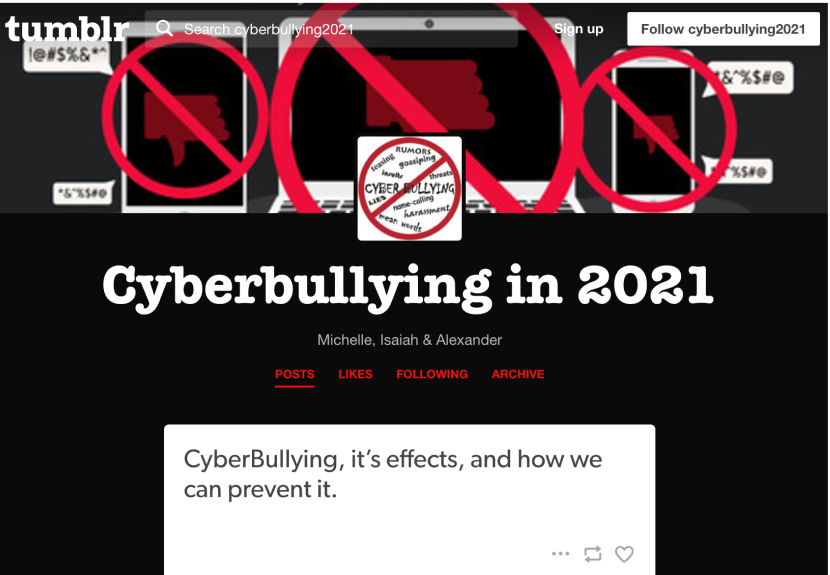 tumblr
Search cyberbullying2021
Sign up
Follow cyberbullying2021
!@#$%&*^
*&^%$#@
RUMORS
teasing
gossiping
insults
threats
CYBER BULLYING
LIES
name-calling
harassment
mean words
Cyberbullying in 2021
Michelle, Isaiah & Alexander
POSTS LIKES FOLLOWING ARCHIVE
CyberBullying, it’s effects, and how we
can prevent it.